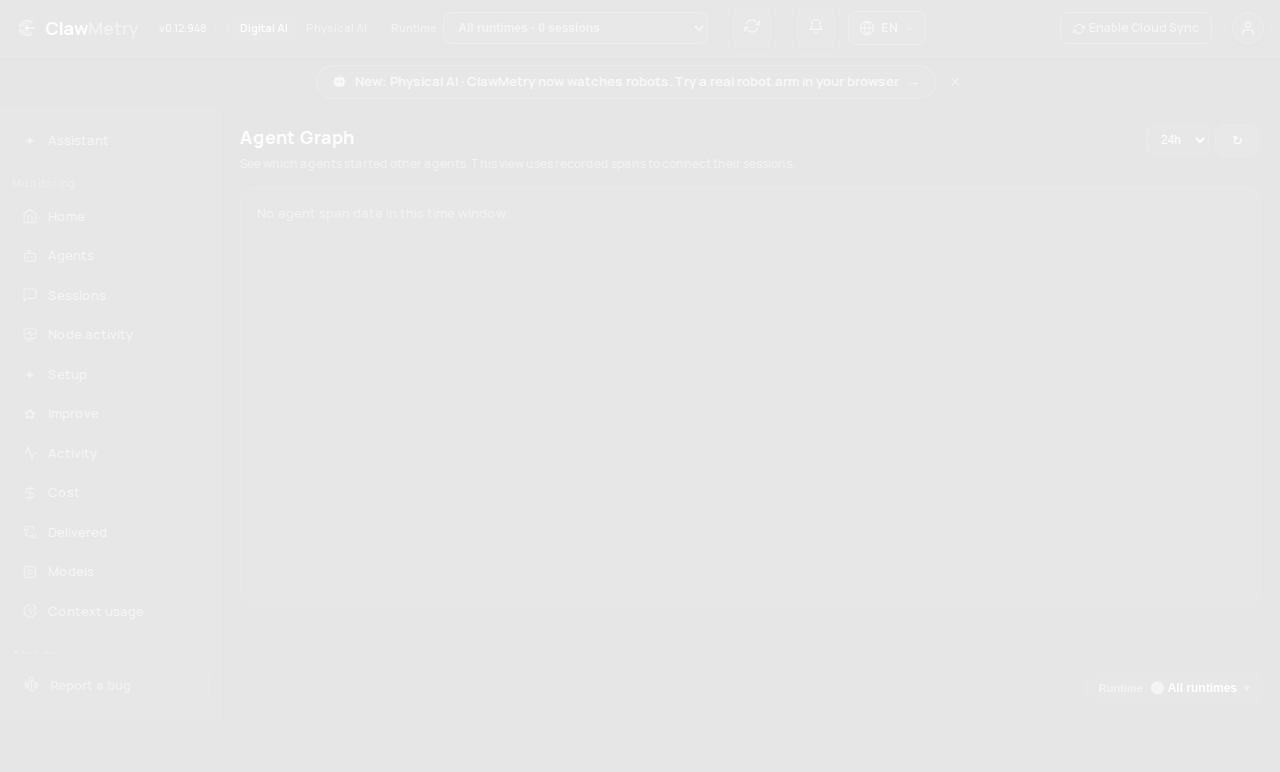 ClawMetry v0.12.948 Digital AI Physical AI Runtime All runtimes - 0 sessions EN Enable Cloud Sync
New: Physical AI · ClawMetry now watches robots. Try a real robot arm in your browser → ×
Assistant
Monitoring
Home
Agents
Sessions
Node activity
Setup
Improve
Activity
Cost
Delivered
Models
Context usage
Report a bug
Agent Graph
24h ↻
See which agents started other agents. This view uses recorded spans to connect their sessions.
No agent span data in this time window.
Runtime All runtimes ▾